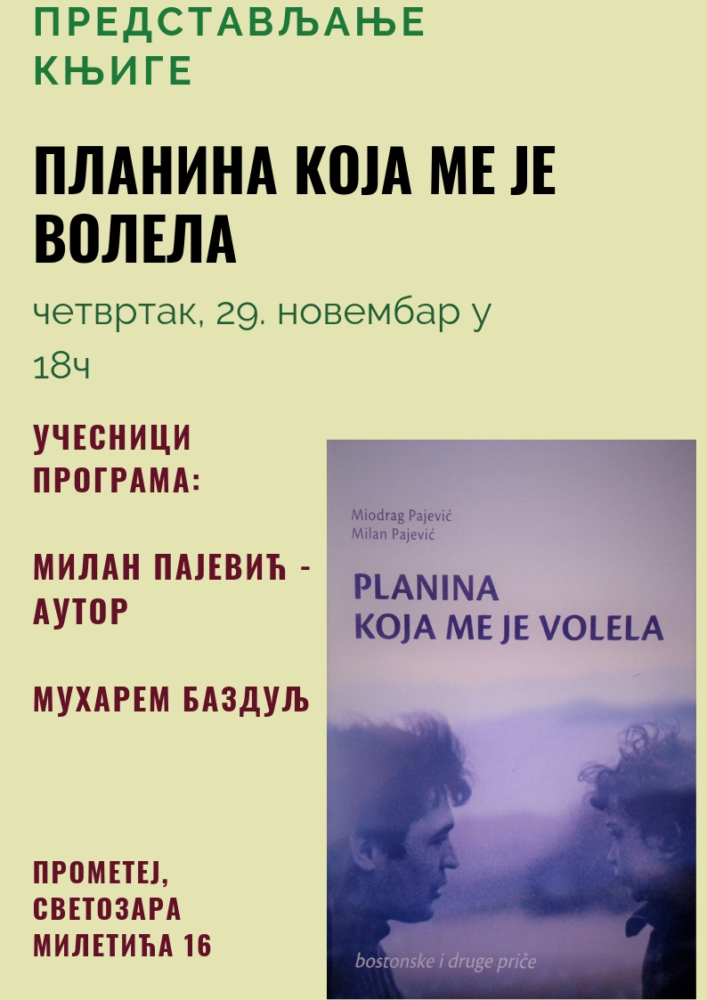 ПРЕДСТАВЉАЊЕ
КЊИГЕ
ПЛАНИНА КОЈА МЕ ЈЕ
ВОЛЕЛА
четвртак, 29. новембар у
18ч
УЧЕСНИЦИ
ПРОГРАМА:
МИЛАН ПАЈЕВИЋ -
АУТОР
МУХАРЕМ БАЗДУЉ
ПРОМЕТЕЈ,
СВЕТОЗАРА
МИЛЕТИЋА 16
Miodrag Pajević
Milan Pajević
PLANINA
KOJA ME JE VOLELA
bostonske i druge priče